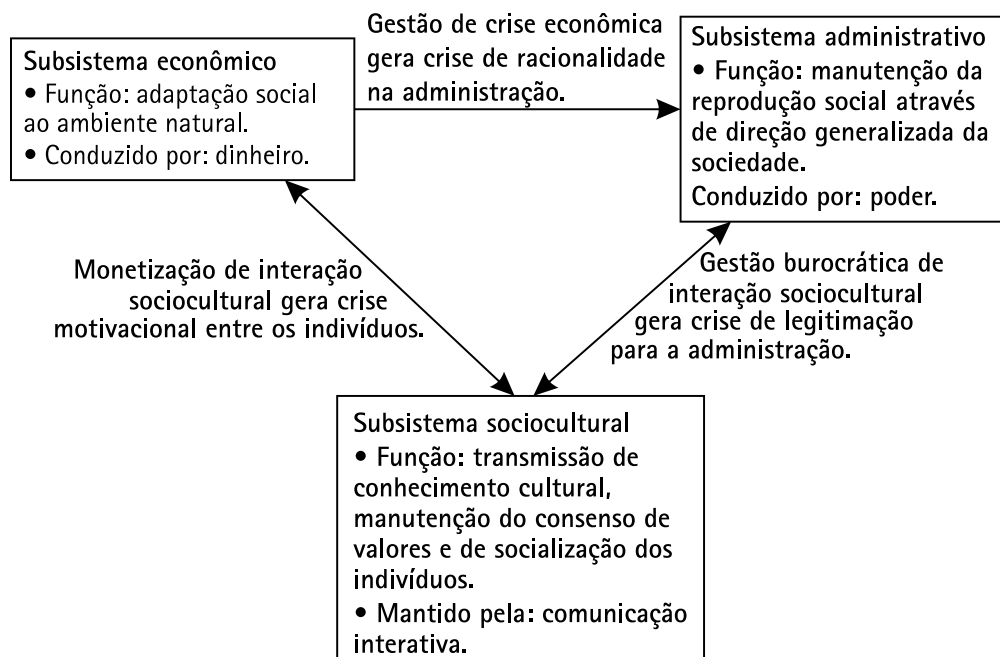 Subsistema econômico
• Função: adaptação social
ao ambiente natural.
• Conduzido por: dinheiro.
Gestão de crise econômica
gera crise de racionalidade
na administração.
Subsistema administrativo
• Função: manutenção da
reprodução social através
de direção generalizada da
sociedade.
Conduzido por: poder.
Monetização de interação
sociocultural gera crise
motivacional entre os indivíduos.
Gestão burocrática de
interação sociocultural
gera crise de legitimação
para a administração.
Subsistema sociocultural
• Função: transmissão de
conhecimento cultural,
manutenção do consenso de
valores e de socialização dos
indivíduos.
• Mantido pela: comunicação
interativa.